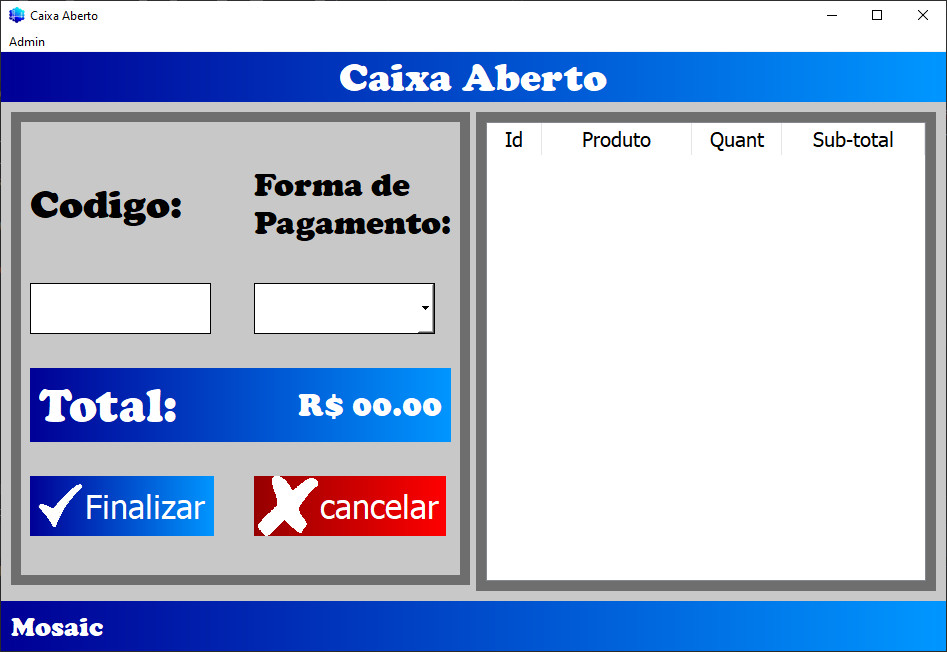 Caixa Aberto
Admin
Caixa Aberto
Codigo:
Forma de
Pagamento:
Total:
R$ 00.00
Finalizar
cancelar
Id Produto Quant Sub-total
Mosaic